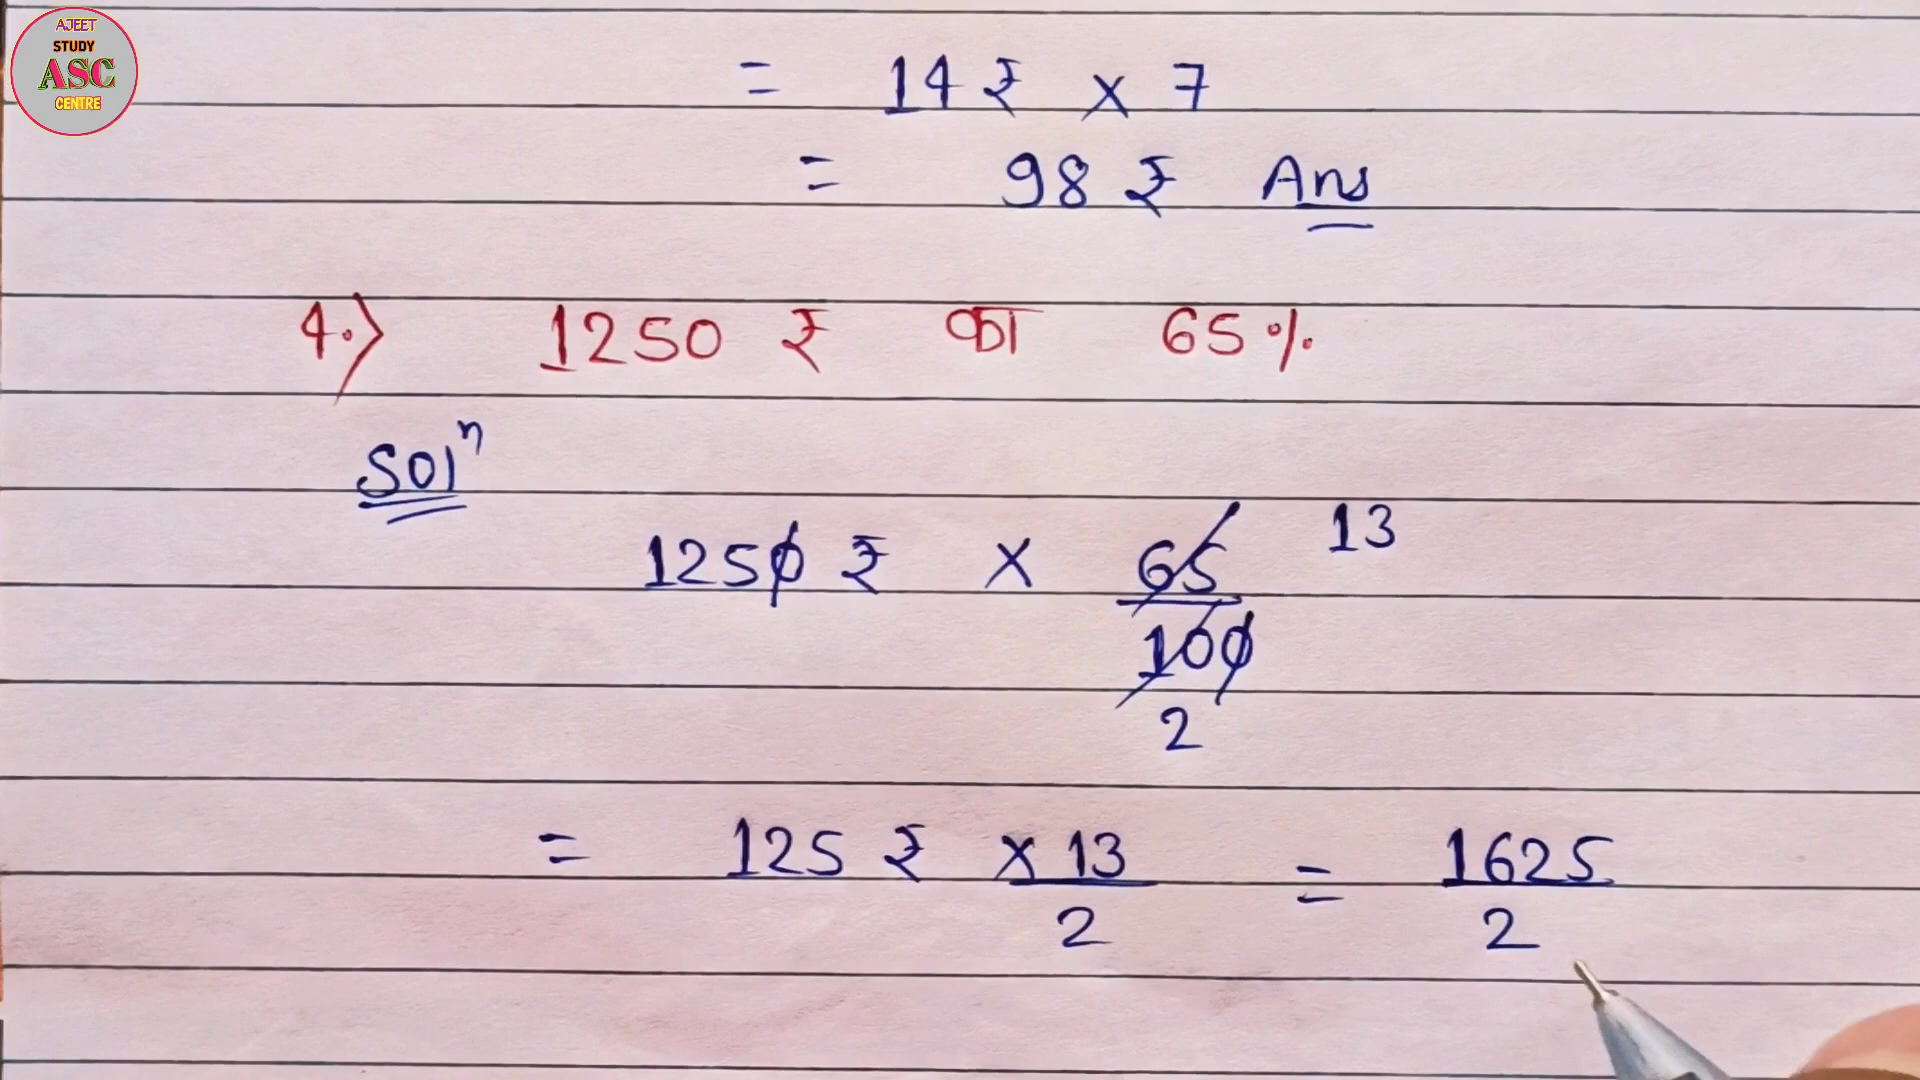 AJEET
STUDY
ASC
CENTRE
= 14 ₹ × 7
= 98 ₹ Ans
4.) 1250 ₹ का 65%
Solⁿ
1250 ₹ × 65 13
100
2
= 125 ₹ × 13 = 1625
2 2